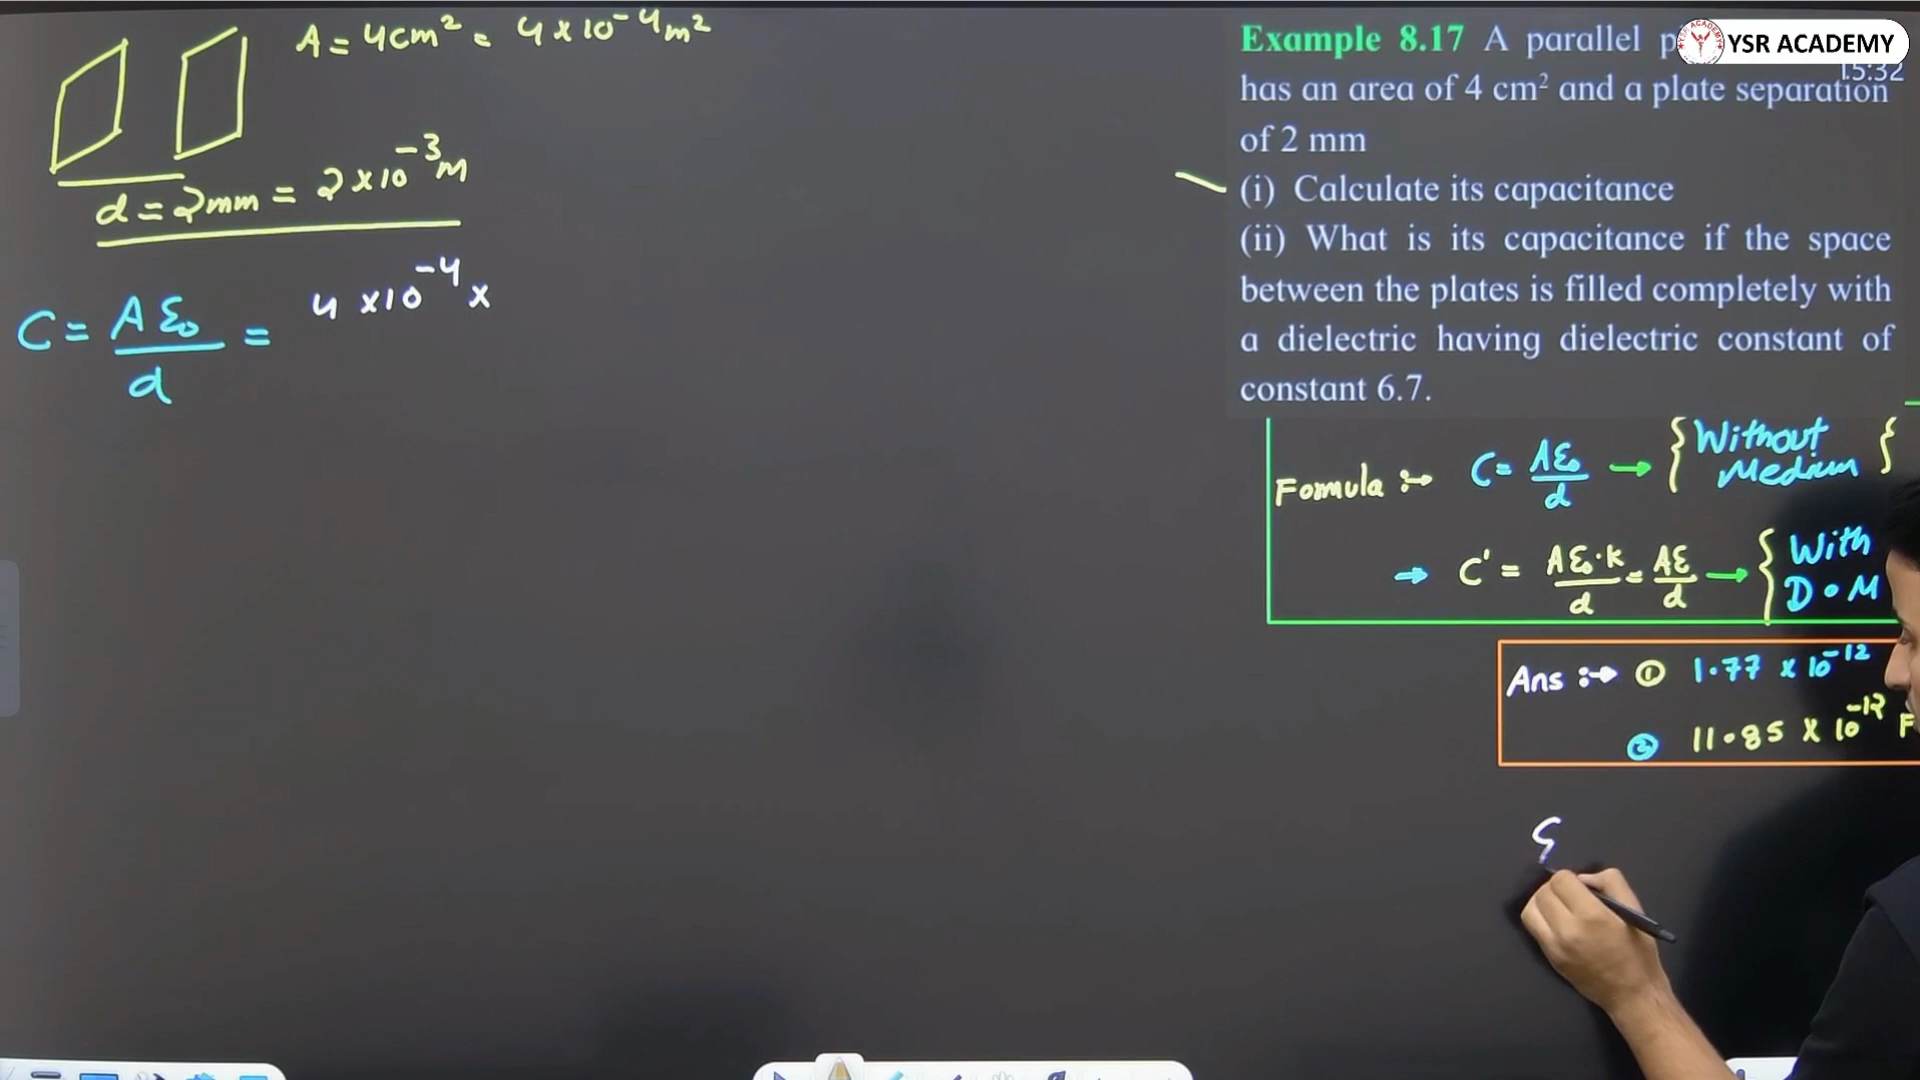 A = 4cm² = 4 × 10⁻⁴m²
d = 2mm = 2 × 10⁻³m
C = Aε₀/d = 4 × 10⁻⁴ ×
YSR ACADEMY
15:32
Example 8.17 A parallel
has an area of 4 cm² and a plate separation
of 2 mm
(i) Calculate its capacitance
(ii) What is its capacitance if the space
between the plates is filled completely with
a dielectric having dielectric constant of
constant 6.7.
Formula :→ C = Aε₀/d → { Without Medium }
→ C' = Aε₀·k/d = Aε/d → { With D•M
Ans :→ ① 1.77 × 10⁻¹²
② 11.85 × 10⁻¹² F